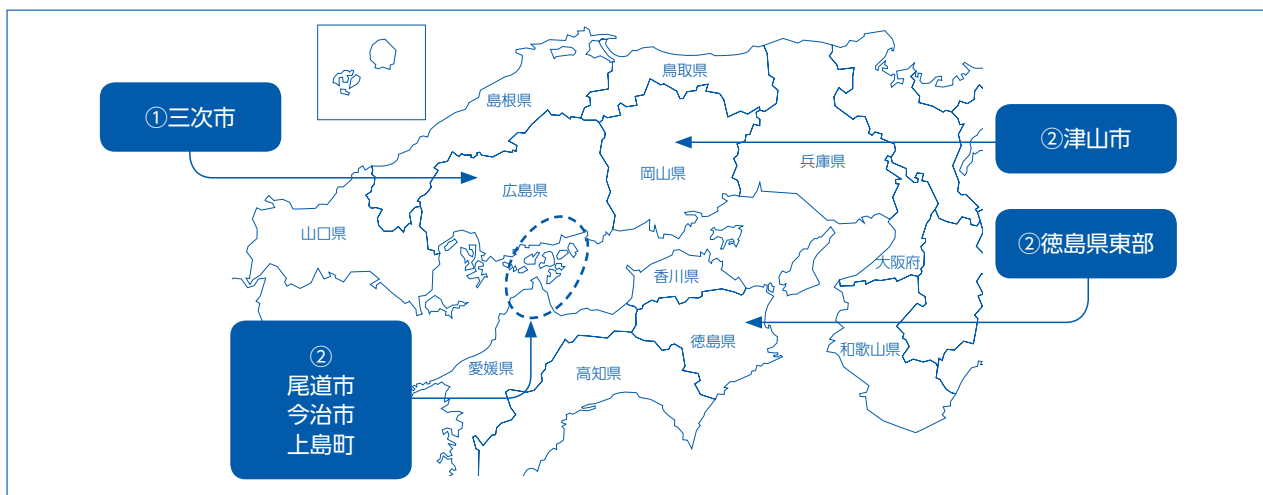 鳥取県
島根県
①三次市
②津山市
兵庫県
岡山県
広島県
山口県
②徳島県東部
大阪府
香川県
徳島県
和歌山県
愛媛県
高知県
②
尾道市
今治市
上島町